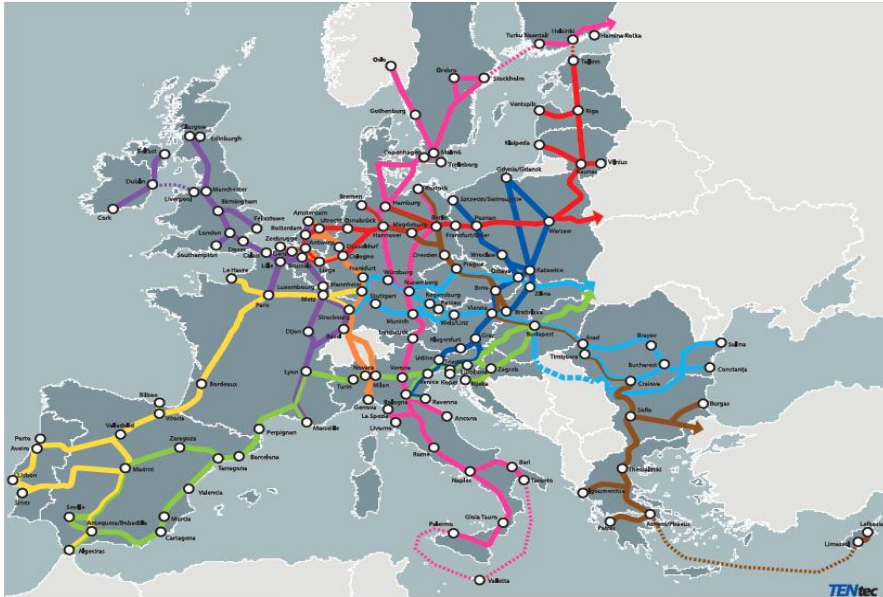 Oslo
Örebro
Stockholm
Turku Naantali
Helsinki
Hamina-Kotka
Tallinn
Gothenburg
Ventspils
Riga
Klaipeda
Vilnius
Kaunas
Glasgow
Edinburgh
Belfast
Dublin
Cork
Liverpool
Manchester
Birmingham
London
Southampton
Dover
Felixstowe
Calais
Lille
Copenhagen
Malmö
Trelleborg
Rostock
Gdynia/Gdansk
Szczecin/Swinoujscie
Hamburg
Bremen
Amsterdam
Rotterdam
Utrecht
Osnabrück
Hannover
Magdeburg
Berlin
Frankfurt/Oder
Poznan
Warsaw
Zeebrugge
Antwerp
Brussels
Liège
Düsseldorf
Cologne
Frankfurt
Dresden
Prague
Wroclaw
Ostrava
Katowice
Le Havre
Paris
Luxembourg
Metz
Mannheim
Strasbourg
Stuttgart
Würzburg
Nuremberg
Regensburg
Passau
Wels/Linz
Munich
Innsbruck
Brno
Vienna
Bratislava
Zilina
Budapest
Graz
Klagenfurt
Udine
Dijon
Basel
Lyon
Novara
Milan
Turin
Genova
Verona
Venice
Koper
Ljubljana
Rijeka
Zagreb
Bologna
Ravenna
La Spezia
Livorno
Ancona
Rome
Naples
Bari
Taranto
Gioia Tauro
Palermo
Valletta
Arad
Timişoara
Braşov
Bucharest
Craiova
Sulina
Constanţa
Sofia
Burgas
Thessaloniki
Igoumenitsa
Patras
Athens/Piraeus
Limassol
Lefkosia
Bordeaux
Bilbao
Vitoria
Valladolid
Porto
Aveiro
Lisbon
Sines
Madrid
Zaragoza
Perpignan
Marseille
Barcelona
Tarragona
Valencia
Seville
Antequera/Bobadilla
Murcia
Cartagena
Algeciras
TENtec